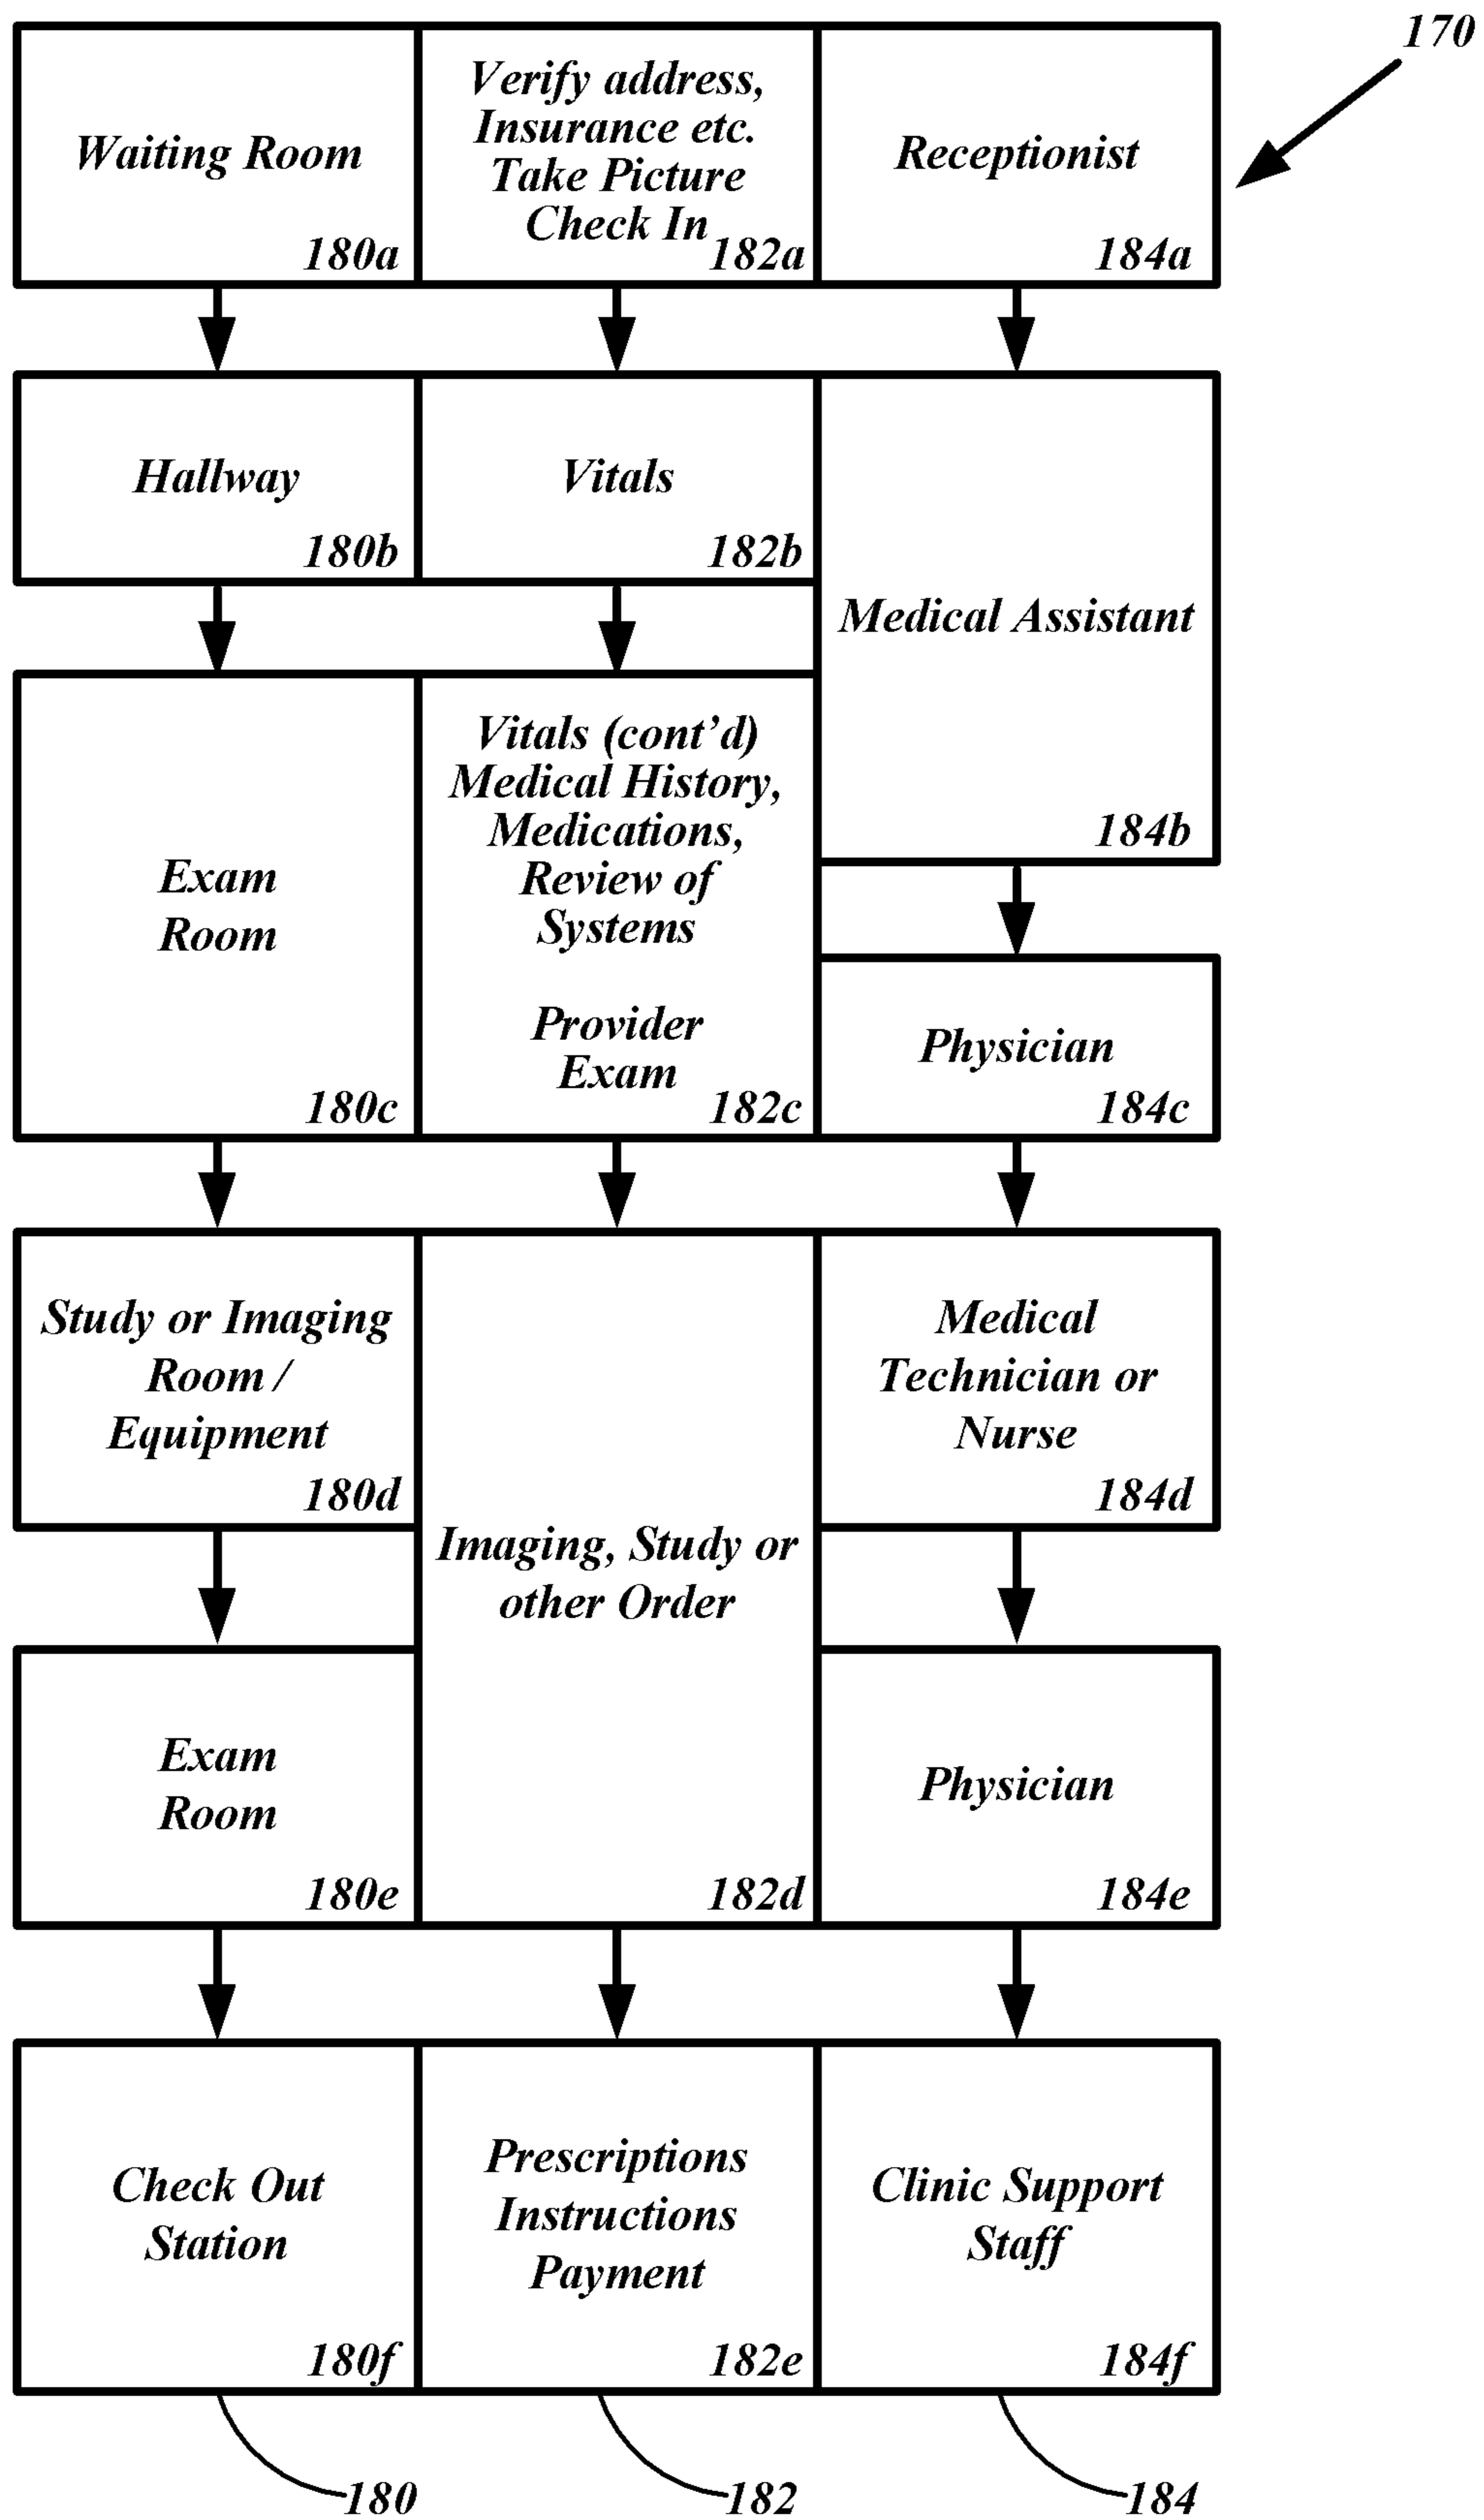 170
Waiting Room
180a
Verify address,
Insurance etc.
Take Picture
Check In
182a
Receptionist
184a
Hallway
180b
Vitals
182b
Medical Assistant
184b
Exam
Room
180c
Vitals (cont’d)
Medical History,
Medications,
Review of
Systems
Provider
Exam
182c
Physician
184c
Study or Imaging
Room /
Equipment
180d
Imaging, Study or
other Order
182d
Medical
Technician or
Nurse
184d
Exam
Room
180e
Physician
184e
Check Out
Station
180f
Prescriptions
Instructions
Payment
182e
Clinic Support
Staff
184f
180
182
184